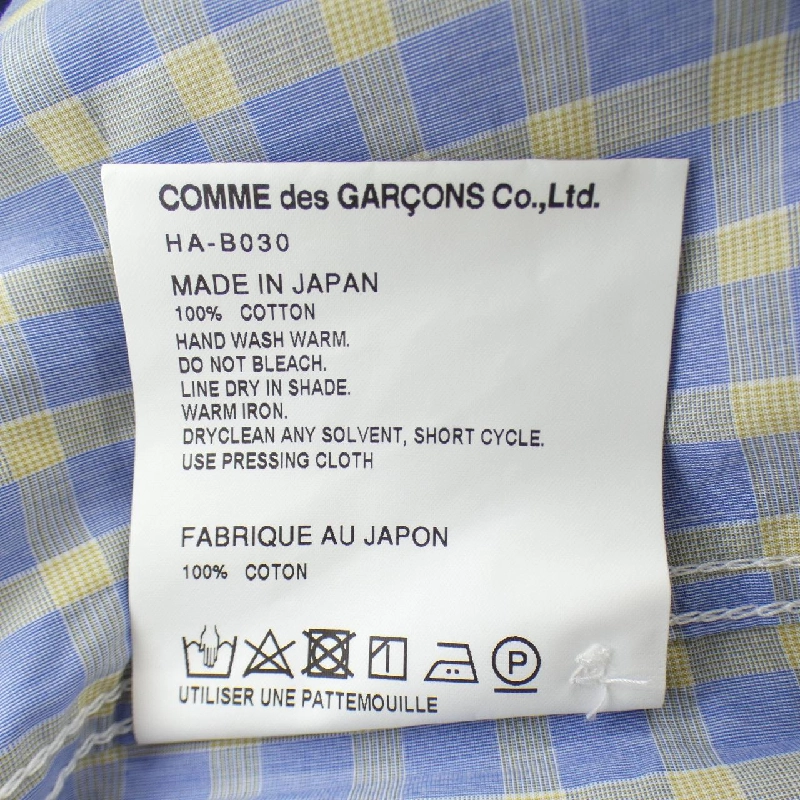 COMME des GARÇONS Co.,Ltd.
HA-B030
MADE IN JAPAN
100% COTTON
HAND WASH WARM.
DO NOT BLEACH.
LINE DRY IN SHADE.
WARM IRON.
DRYCLEAN ANY SOLVENT, SHORT CYCLE.
USE PRESSING CLOTH
FABRIQUE AU JAPON
100% COTON
P
UTILISER UNE PATTEMOUILLE